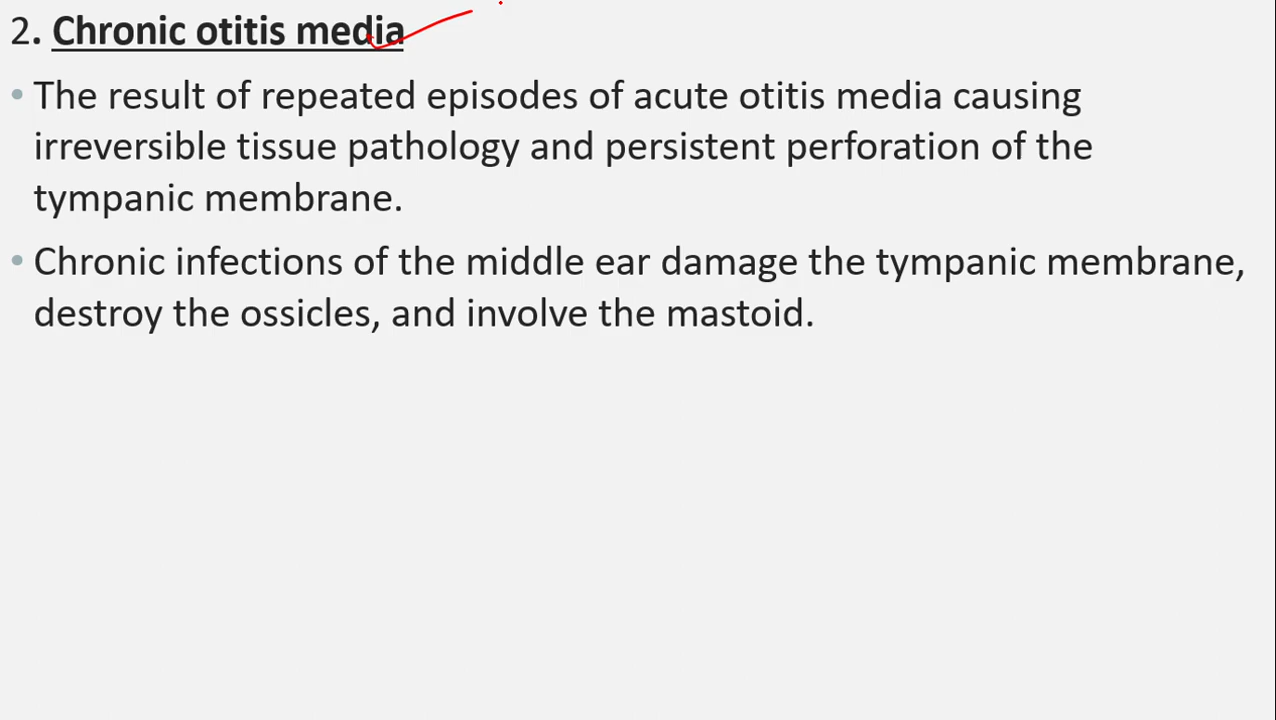 2. Chronic otitis media
• The result of repeated episodes of acute otitis media causing
irreversible tissue pathology and persistent perforation of the
tympanic membrane.
• Chronic infections of the middle ear damage the tympanic membrane,
destroy the ossicles, and involve the mastoid.